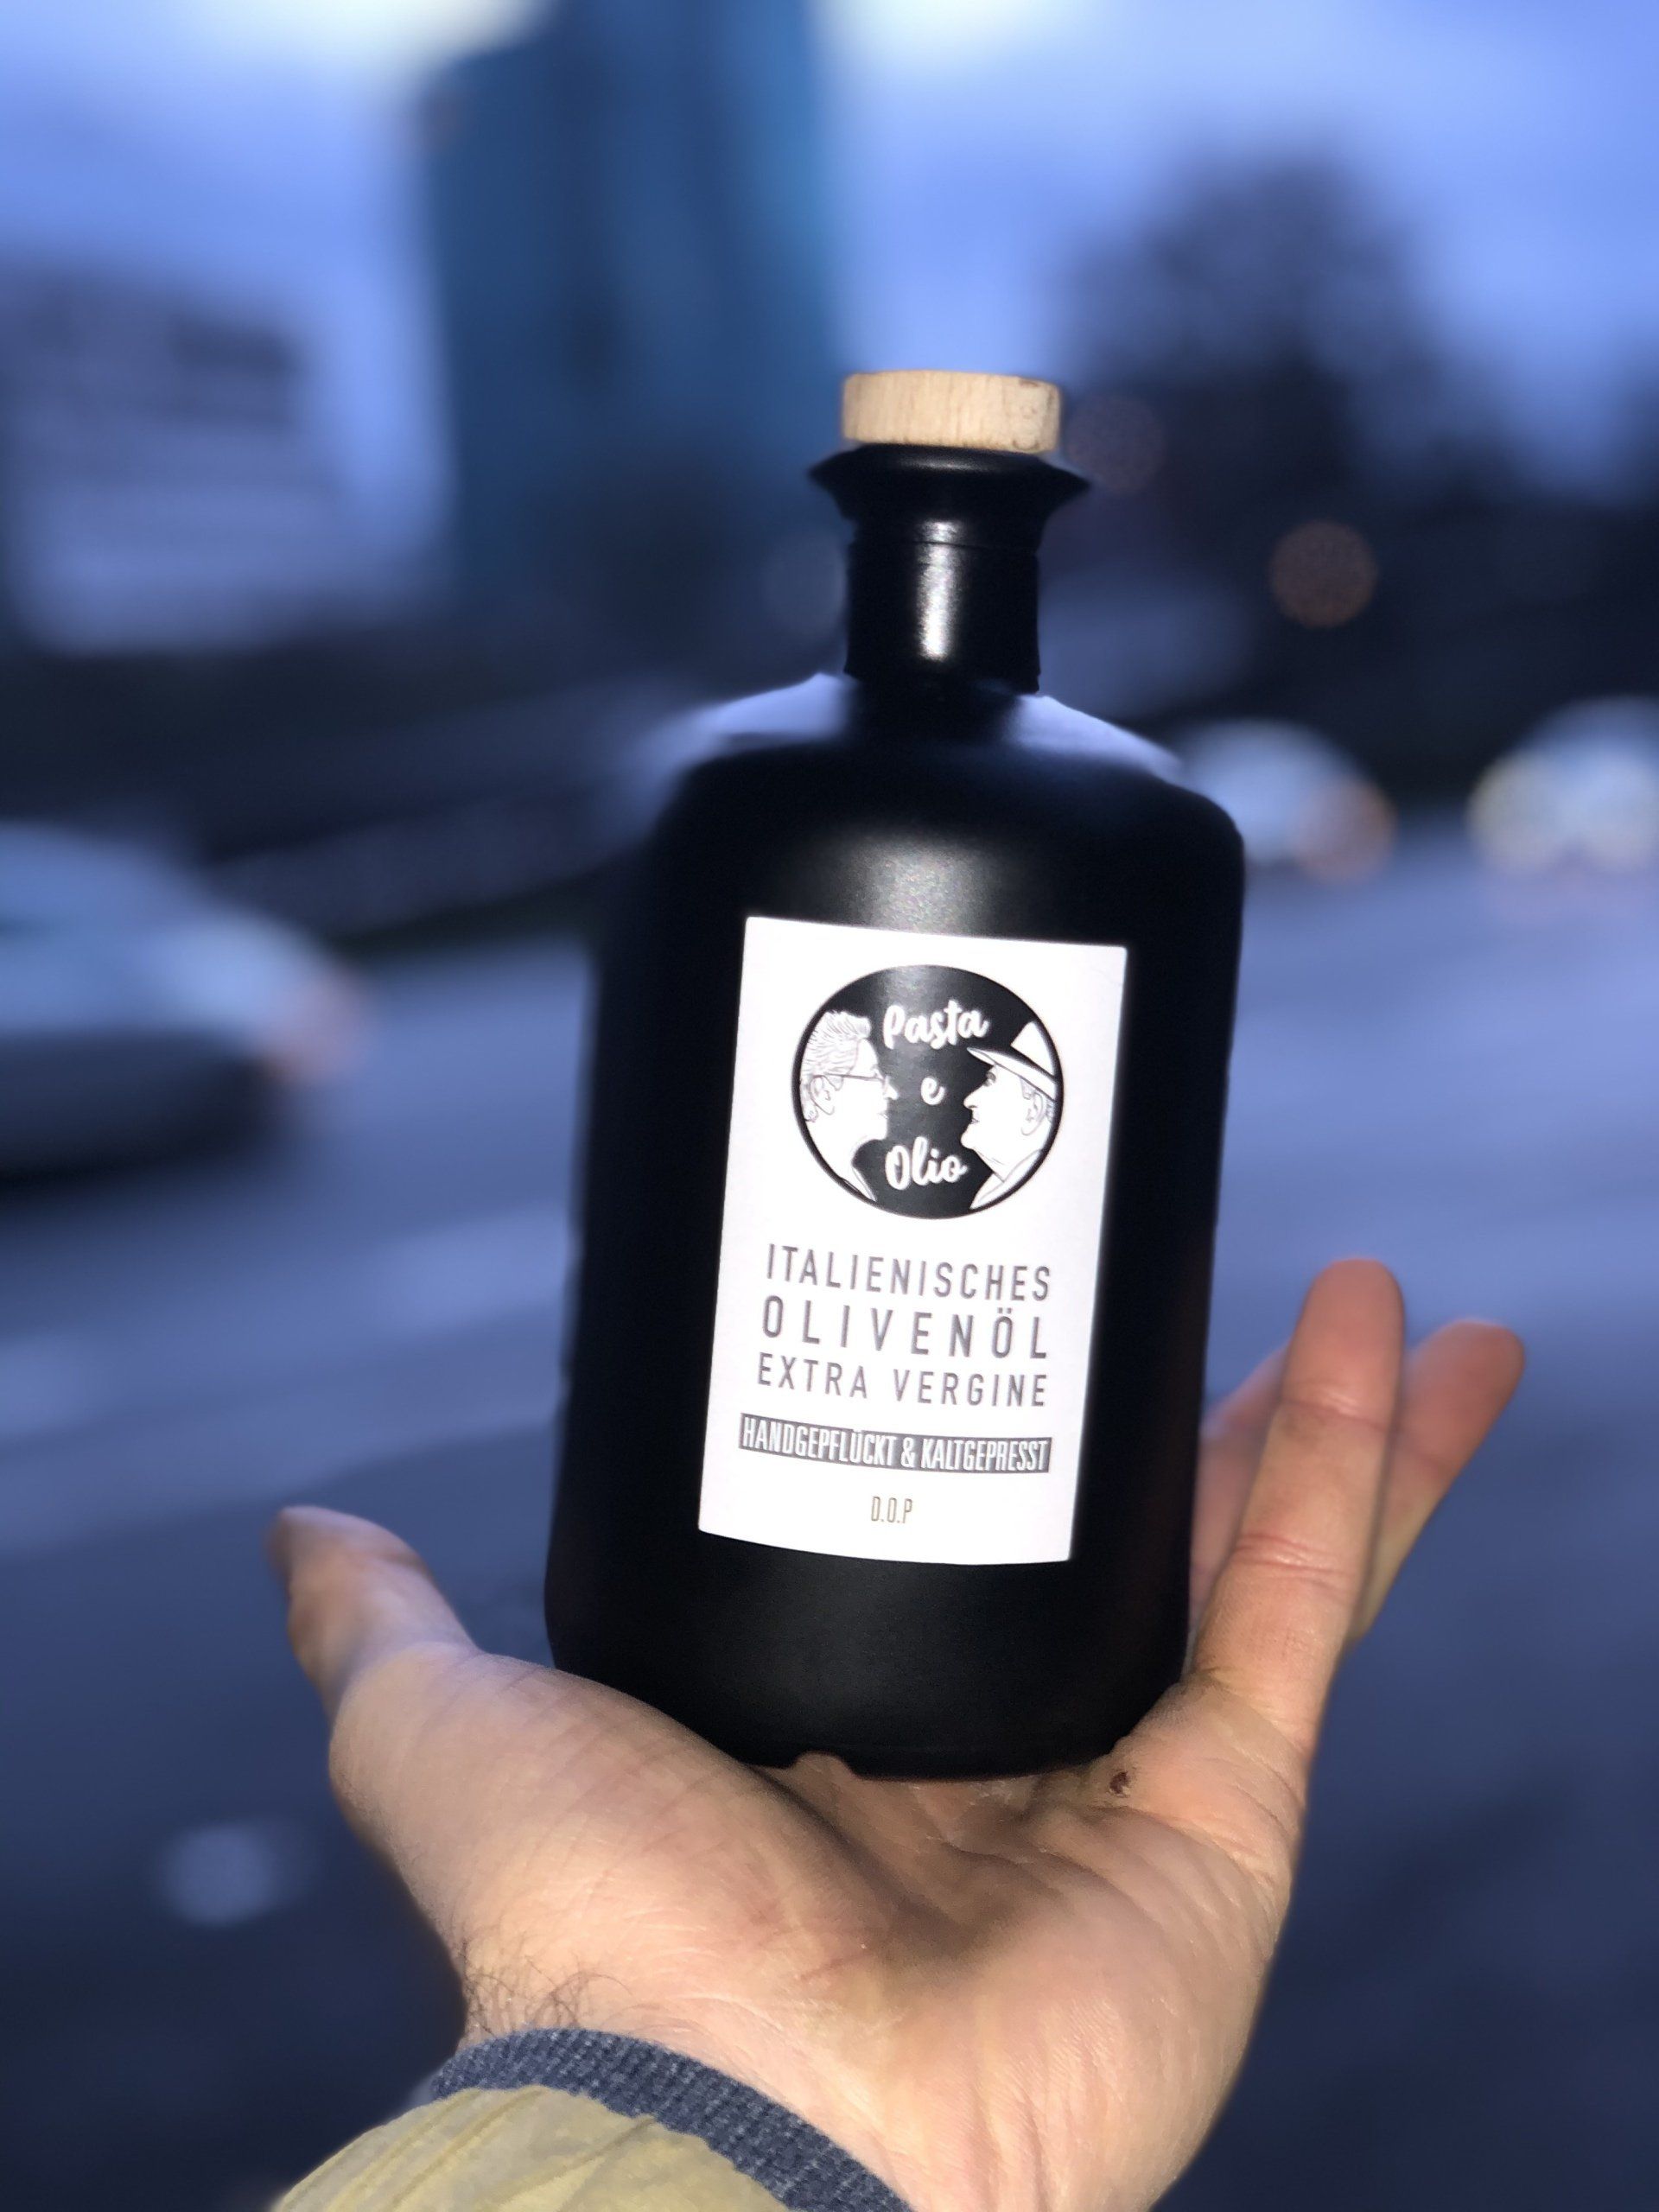 Pasta
e
Olio
ITALIENISCHES
OLIVENÖL
EXTRA VERGINE
HANDGEPFLÜCKT & KALTGEPRESST
D.O.P